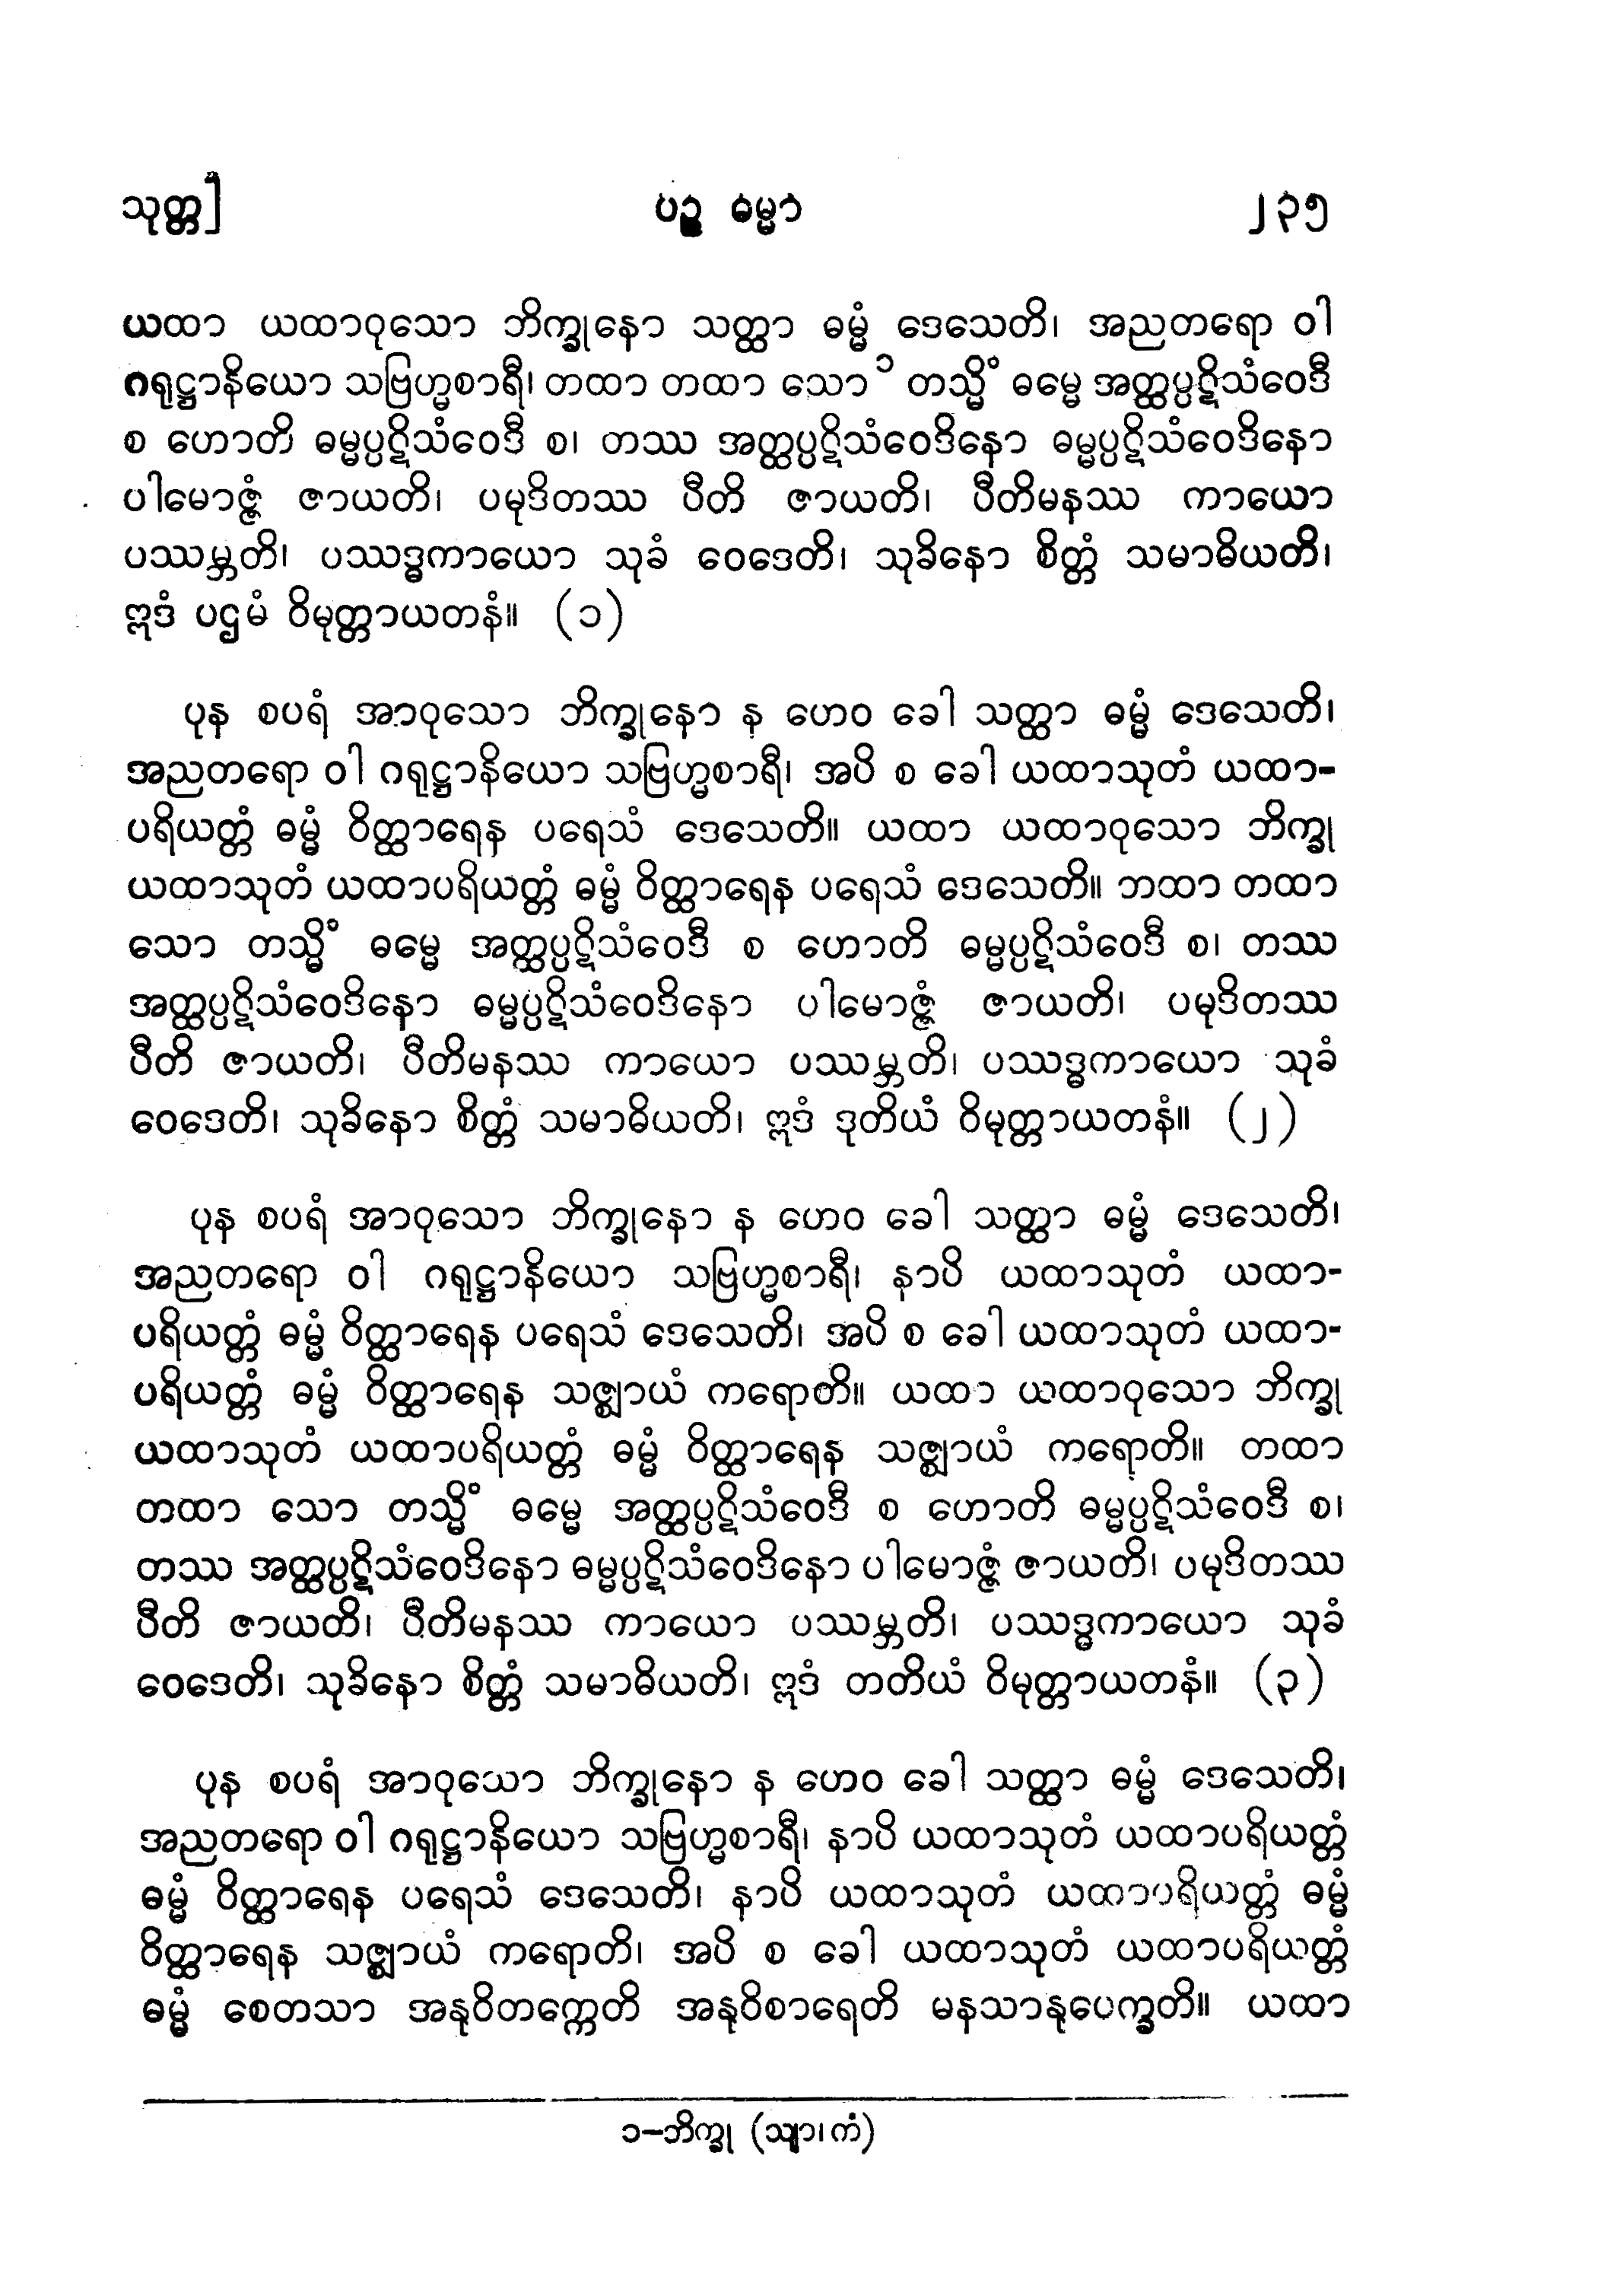 သုတ္တ] ပဉ္စ ဓမ္မာ ၂၃၅
ယထာ ယထာဝုသော ဘိက္ခုနော သတ္ထာ ဓမ္မံ ဒေသေတိ၊ အညတရော ဝါ
ဂရုဋ္ဌာနိယော သဗြဟ္မစာရီ၊ တထာ တထာ သော ၁ တသ္မိံ ဓမ္မေ အတ္ထပ္ပဋိသံဝေဒီ
စ ဟောတိ ဓမ္မပ္ပဋိသံဝေဒီ စ၊ တဿ အတ္ထပ္ပဋိသံဝေဒိနော ဓမ္မပ္ပဋိသံဝေဒိနော
ပါမောဇ္ဇံ ဇာယတိ၊ ပမုဒိတဿ ပီတိ ဇာယတိ၊ ပီတိမနဿ ကာယော
ပဿမ္ဘတိ၊ ပဿဒ္ဓကာယော သုခံ ဝေဒေတိ၊ သုခိနော စိတ္တံ သမာဓိယတိ၊
ဣဒံ ပဌမံ ဝိမုတ္တာယတနံ။ (၁)
ပုန စပရံ အာဝုသော ဘိက္ခုနော န ဟေဝ ခေါ သတ္ထာ ဓမ္မံ ဒေသေတိ၊
အညတရော ဝါ ဂရုဋ္ဌာနိယော သဗြဟ္မစာရီ၊ အပိ စ ခေါ ယထာသုတံ ယထာ-
ပရိယတ္တံ ဓမ္မံ ဝိတ္ထာရေန ပရေသံ ဒေသေတိ။ ယထာ ယထာဝုသော ဘိက္ခု
ယထာသုတံ ယထာပရိယတ္တံ ဓမ္မံ ဝိတ္ထာရေန ပရေသံ ဒေသေတိ။ ဘထာ တထာ
သော တသ္မိံ ဓမ္မေ အတ္ထပ္ပဋိသံဝေဒီ စ ဟောတိ ဓမ္မပ္ပဋိသံဝေဒီ စ၊ တဿ
အတ္ထပ္ပဋိသံဝေဒိနော ဓမ္မပ္ပဋိသံဝေဒိနော ပါမောဇ္ဇံ ဇာယတိ၊ ပမုဒိတဿ
ပီတိ ဇာယတိ၊ ပီတိမနဿ ကာယော ပဿမ္ဘတိ၊ ပဿဒ္ဓကာယော သုခံ
ဝေဒေတိ၊ သုခိနော စိတ္တံ သမာဓိယတိ၊ ဣဒံ ဒုတိယံ ဝိမုတ္တာယတနံ။ (၂)
ပုန စပရံ အာဝုသော ဘိက္ခုနော န ဟေဝ ခေါ သတ္ထာ ဓမ္မံ ဒေသေတိ၊
အညတရော ဝါ ဂရုဋ္ဌာနိယော သဗြဟ္မစာရီ၊ နာပိ ယထာသုတံ ယထာ-
ပရိယတ္တံ ဓမ္မံ ဝိတ္ထာရေန ပရေသံ ဒေသေတိ၊ အပိ စ ခေါ ယထာသုတံ ယထာ-
ပရိယတ္တံ ဓမ္မံ ဝိတ္ထာရေန သဇ္ဈာယံ ကရောတိ။ ယထာ ယထာဝုသော ဘိက္ခု
ယထာသုတံ ယထာပရိယတ္တံ ဓမ္မံ ဝိတ္ထာရေန သဇ္ဈာယံ ကရောတိ။ တထာ
တထာ သော တသ္မိံ ဓမ္မေ အတ္ထပ္ပဋိသံဝေဒီ စ ဟောတိ ဓမ္မပ္ပဋိသံဝေဒီ စ၊
တဿ အတ္ထပ္ပဋိသံဝေဒိနော ဓမ္မပ္ပဋိသံဝေဒိနော ပါမောဇ္ဇံ ဇာယတိ၊ ပမုဒိတဿ
ပီတိ ဇာယတိ၊ ပီတိမနဿ ကာယော ပဿမ္ဘတိ၊ ပဿဒ္ဓကာယော သုခံ
ဝေဒေတိ၊ သုခိနော စိတ္တံ သမာဓိယတိ၊ ဣဒံ တတိယံ ဝိမုတ္တာယတနံ။ (၃)
ပုန စပရံ အာဝုသော ဘိက္ခုနော န ဟေဝ ခေါ သတ္ထာ ဓမ္မံ ဒေသေတိ၊
အညတရော ဝါ ဂရုဋ္ဌာနိယော သဗြဟ္မစာရီ၊ နာပိ ယထာသုတံ ယထာပရိယတ္တံ
ဓမ္မံ ဝိတ္ထာရေန ပရေသံ ဒေသေတိ၊ နာပိ ယထာသုတံ ယထာပရိယတ္တံ ဓမ္မံ
ဝိတ္ထာရေန သဇ္ဈာယံ ကရောတိ၊ အပိ စ ခေါ ယထာသုတံ ယထာပရိယတ္တံ
ဓမ္မံ စေတသာ အနုဝိတက္ကေတိ အနုဝိစာရေတိ မနသာနုပေက္ခတိ။ ယထာ
၁-ဘိက္ခု (သျာ၊ကံ)